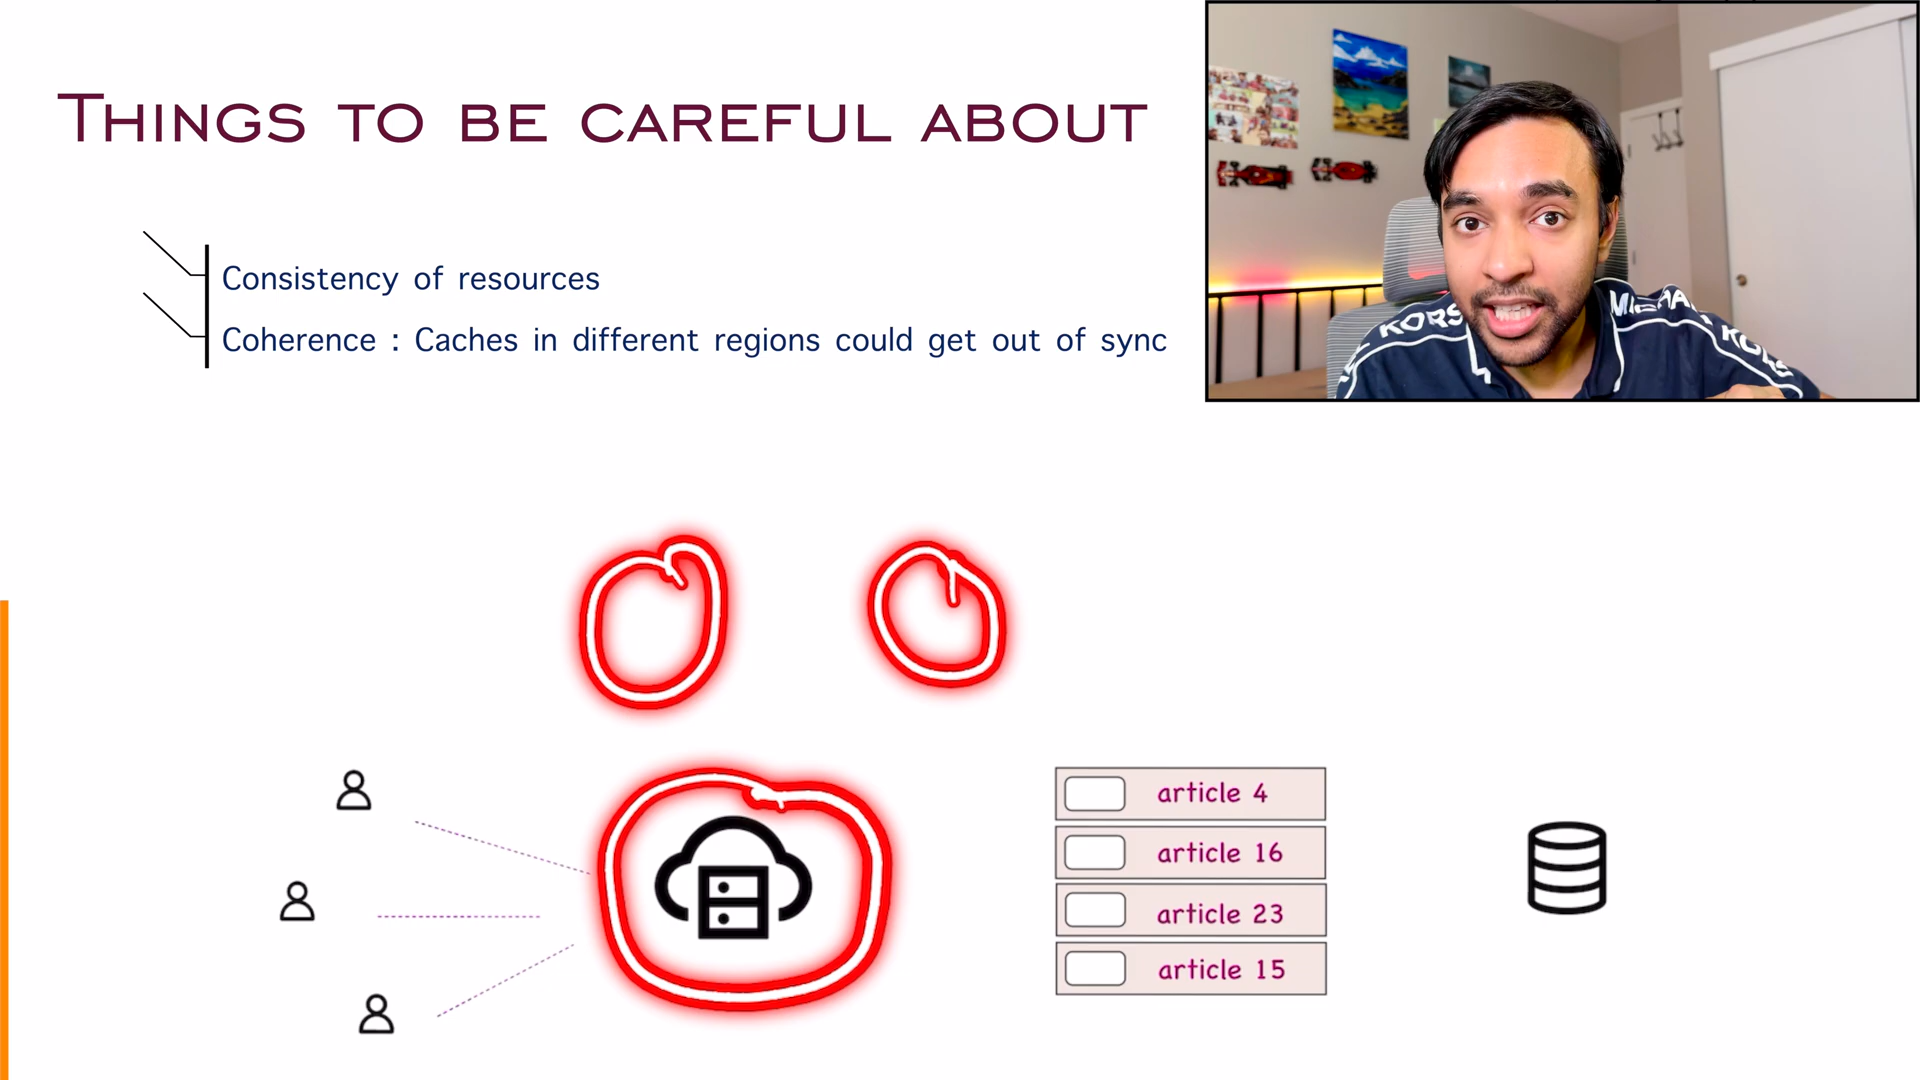 THINGS TO BE CAREFUL ABOUT
Consistency of resources
Coherence : Caches in different regions could get out of sync
KORS
article 4
article 16
article 23
article 15